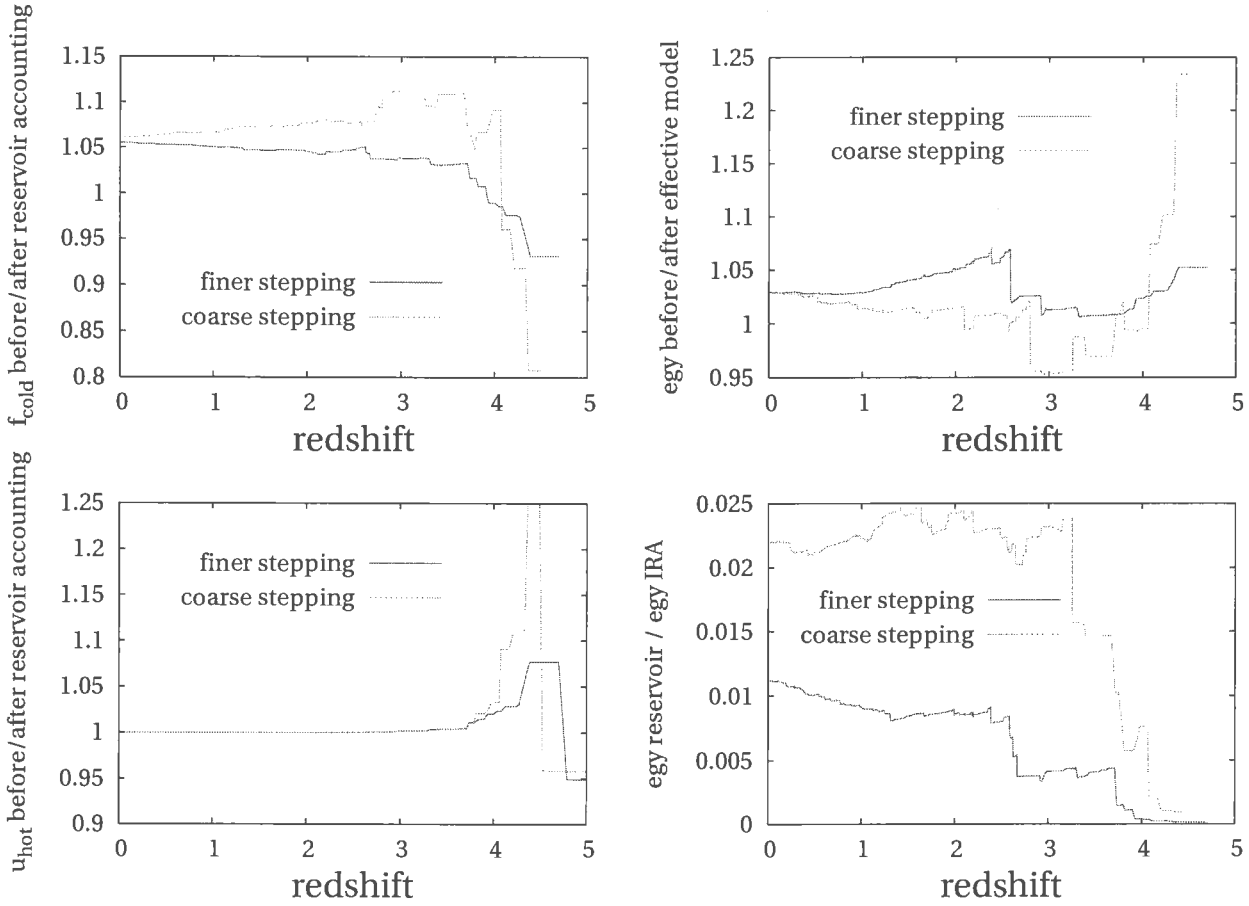 f_cold before/after reservoir accounting
1.15
1.1
1.05
1
0.95
0.9
0.85
0.8
finer stepping
coarse stepping
0 1 2 3 4 5
redshift
egy before/after effective model
1.25
1.2
1.15
1.1
1.05
1
0.95
finer stepping
coarse stepping
0 1 2 3 4 5
redshift
u_hot before/after reservoir accounting
1.25
1.2
1.15
1.1
1.05
1
0.95
0.9
finer stepping
coarse stepping
0 1 2 3 4 5
redshift
egy reservoir / egy IRA
0.025
0.02
0.015
0.01
0.005
0
finer stepping
coarse stepping
0 1 2 3 4 5
redshift